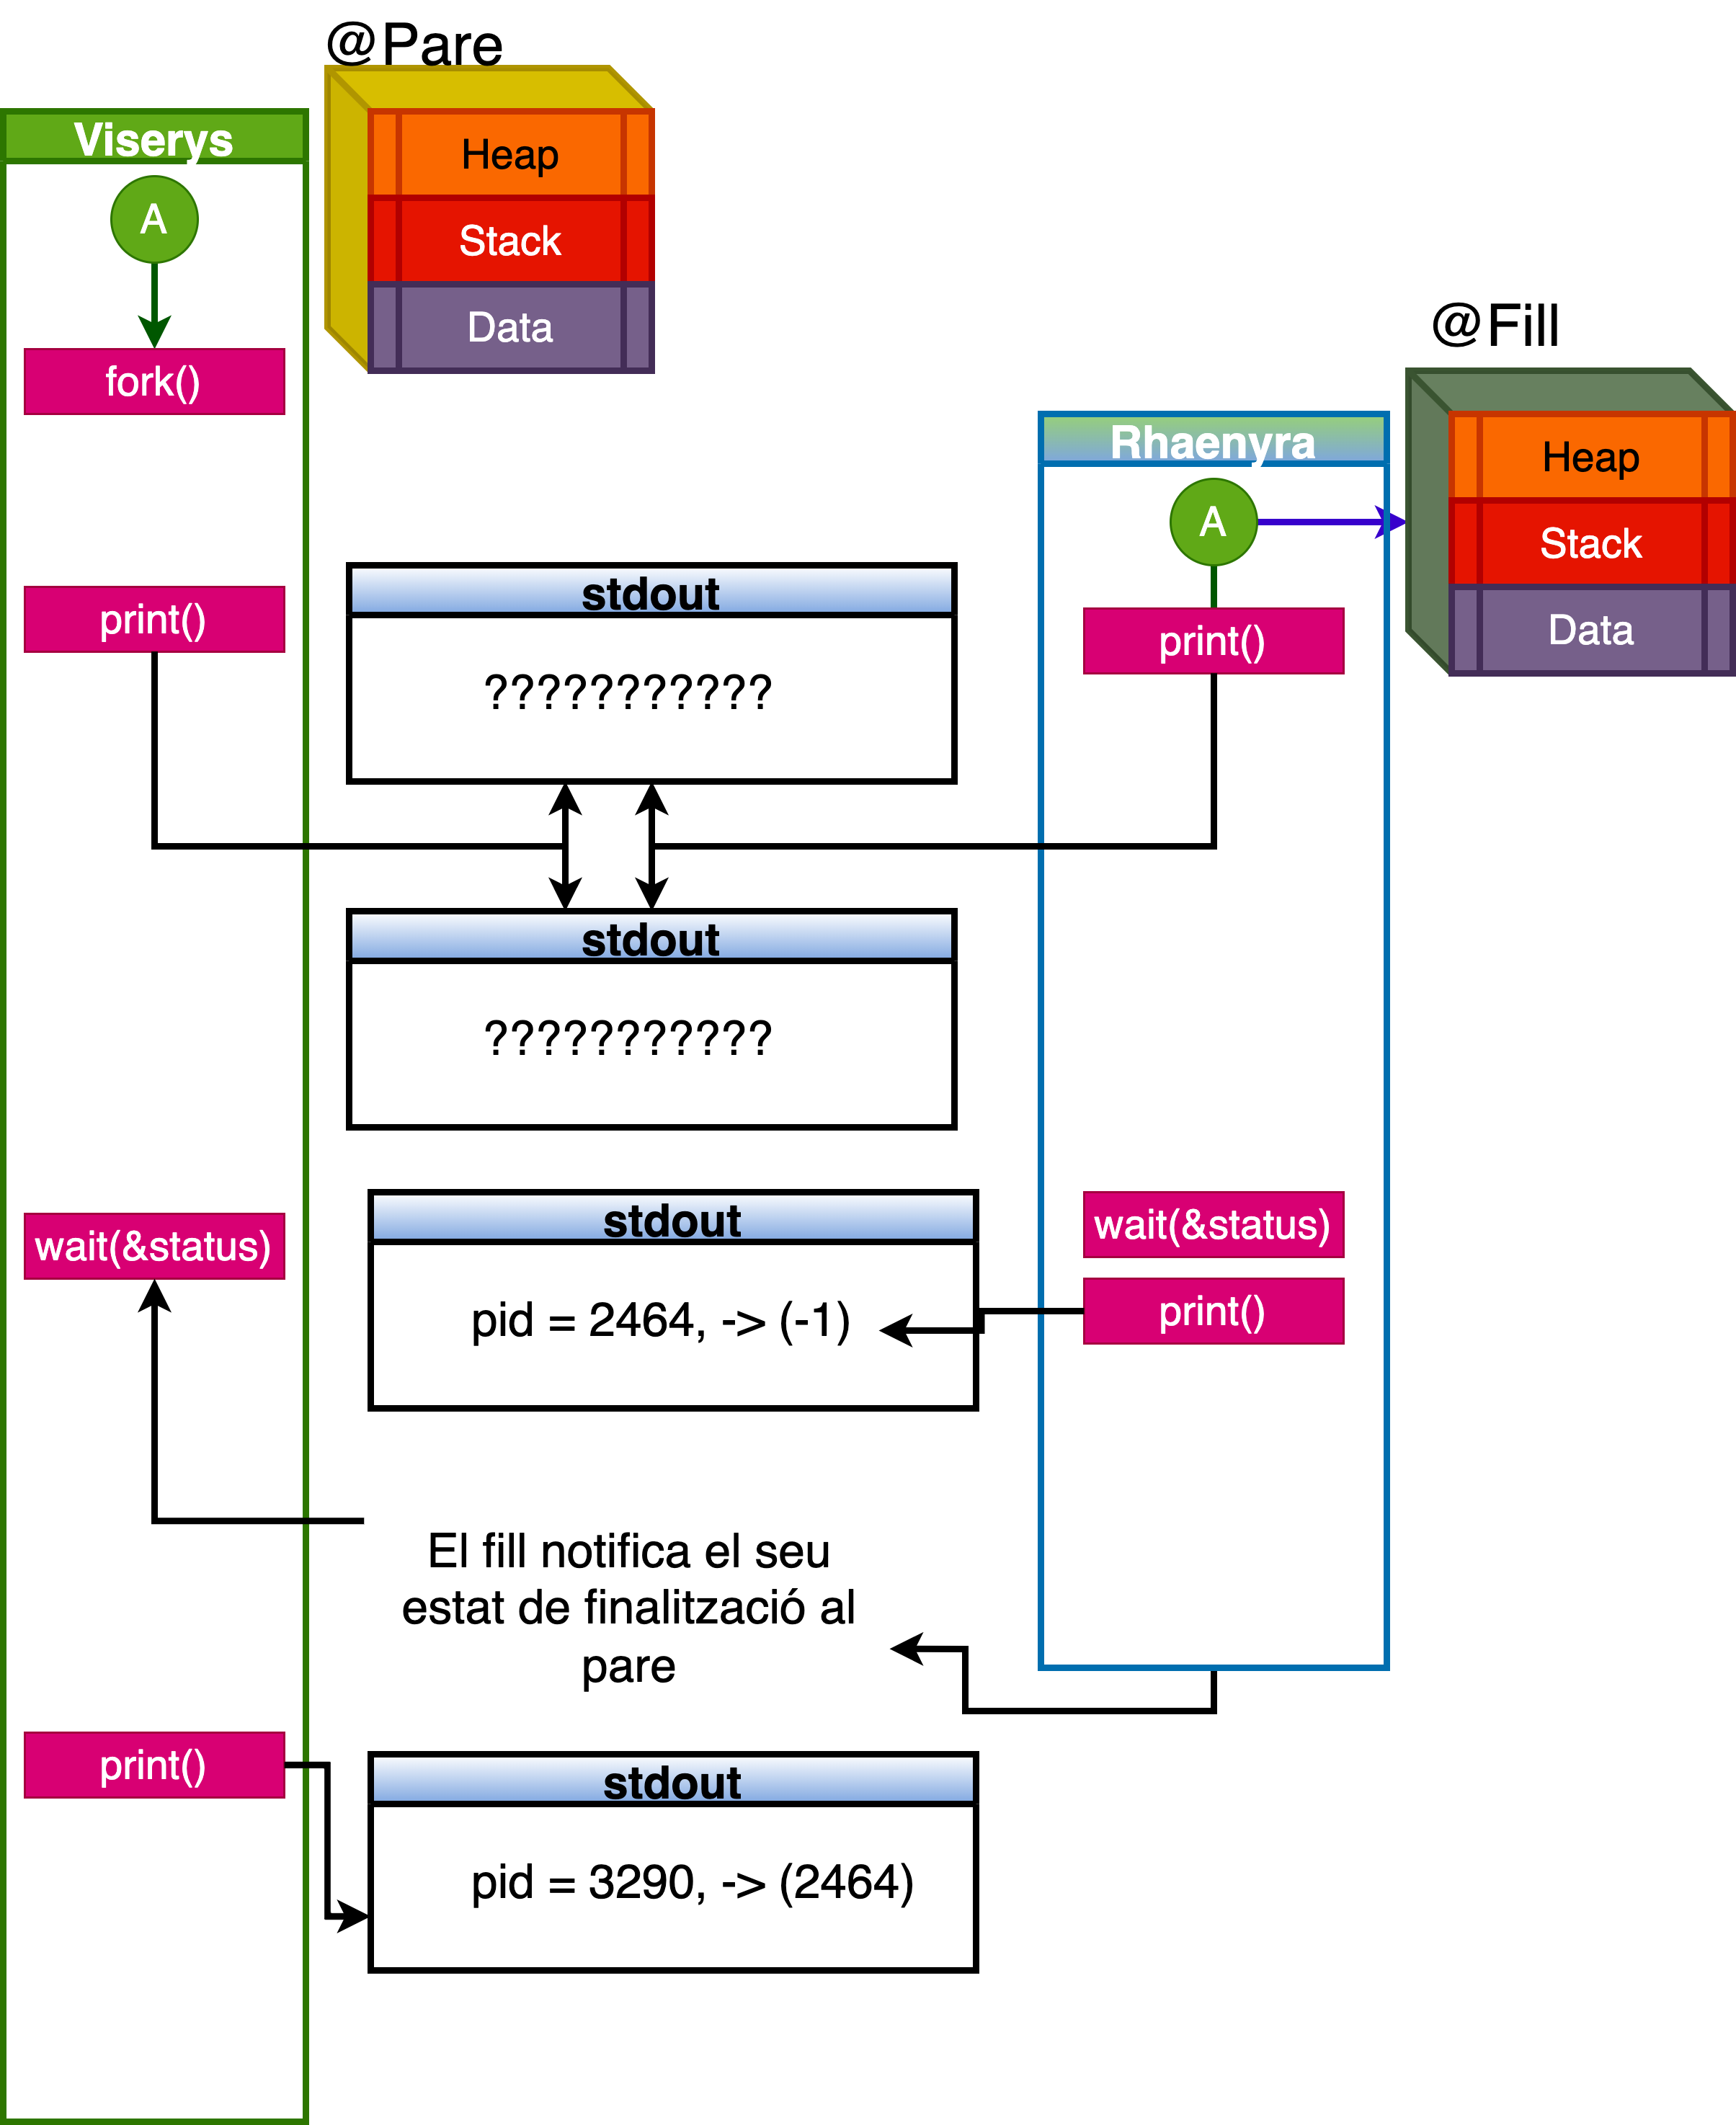 @Pare
Viserys
Heap
A
Stack
Data
@Fill
fork()
Rhaenyra
Heap
A
Stack
stdout
print()
print()
Data
???????????
stdout
???????????
stdout
wait(&status)
wait(&status)
pid = 2464, -> (-1)
print()
El fill notifica el seu
estat de finalització al
pare
print()
stdout
pid = 3290, -> (2464)